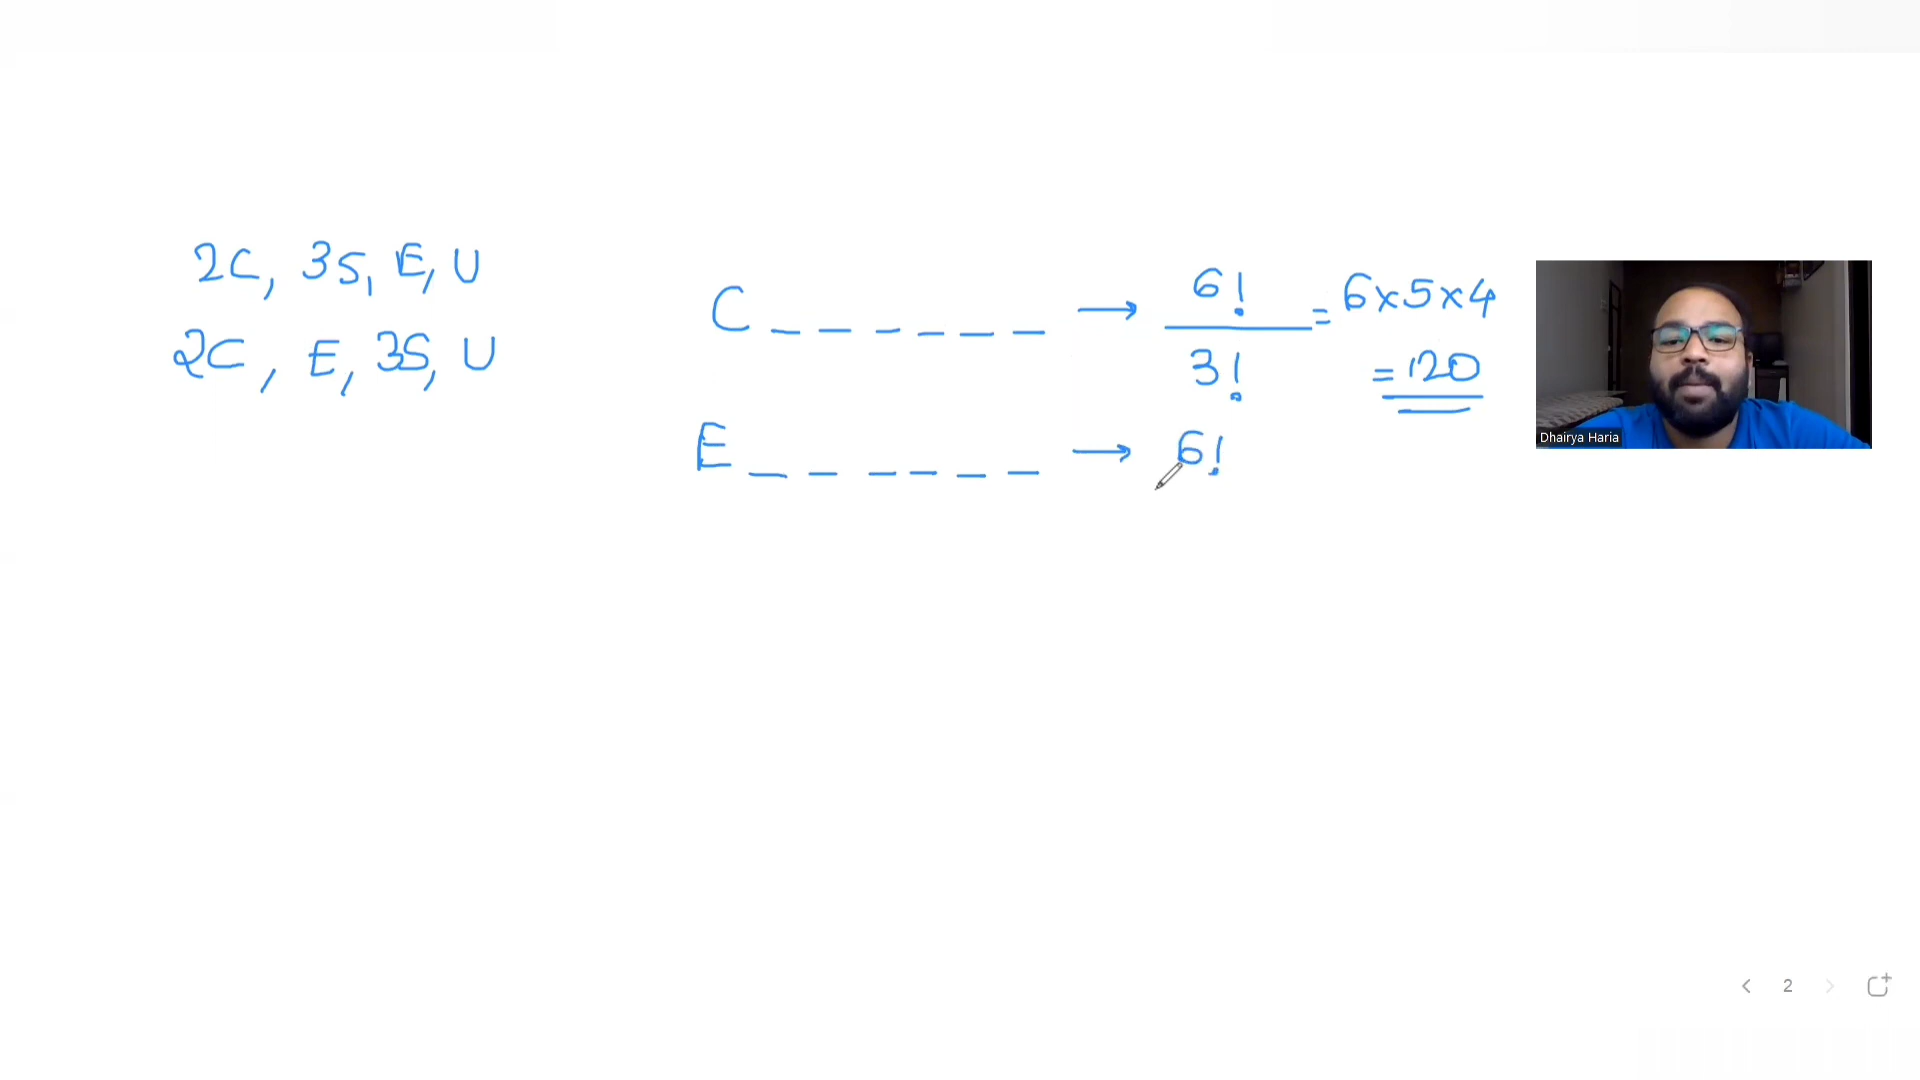 2C, 3S, E, U
2C, E, 3S, U
C _ _ _ _ _ _ → 6! / 3! = 6x5x4
= 120
E _ _ _ _ _ _ → 6!
Dhairya Haria
2